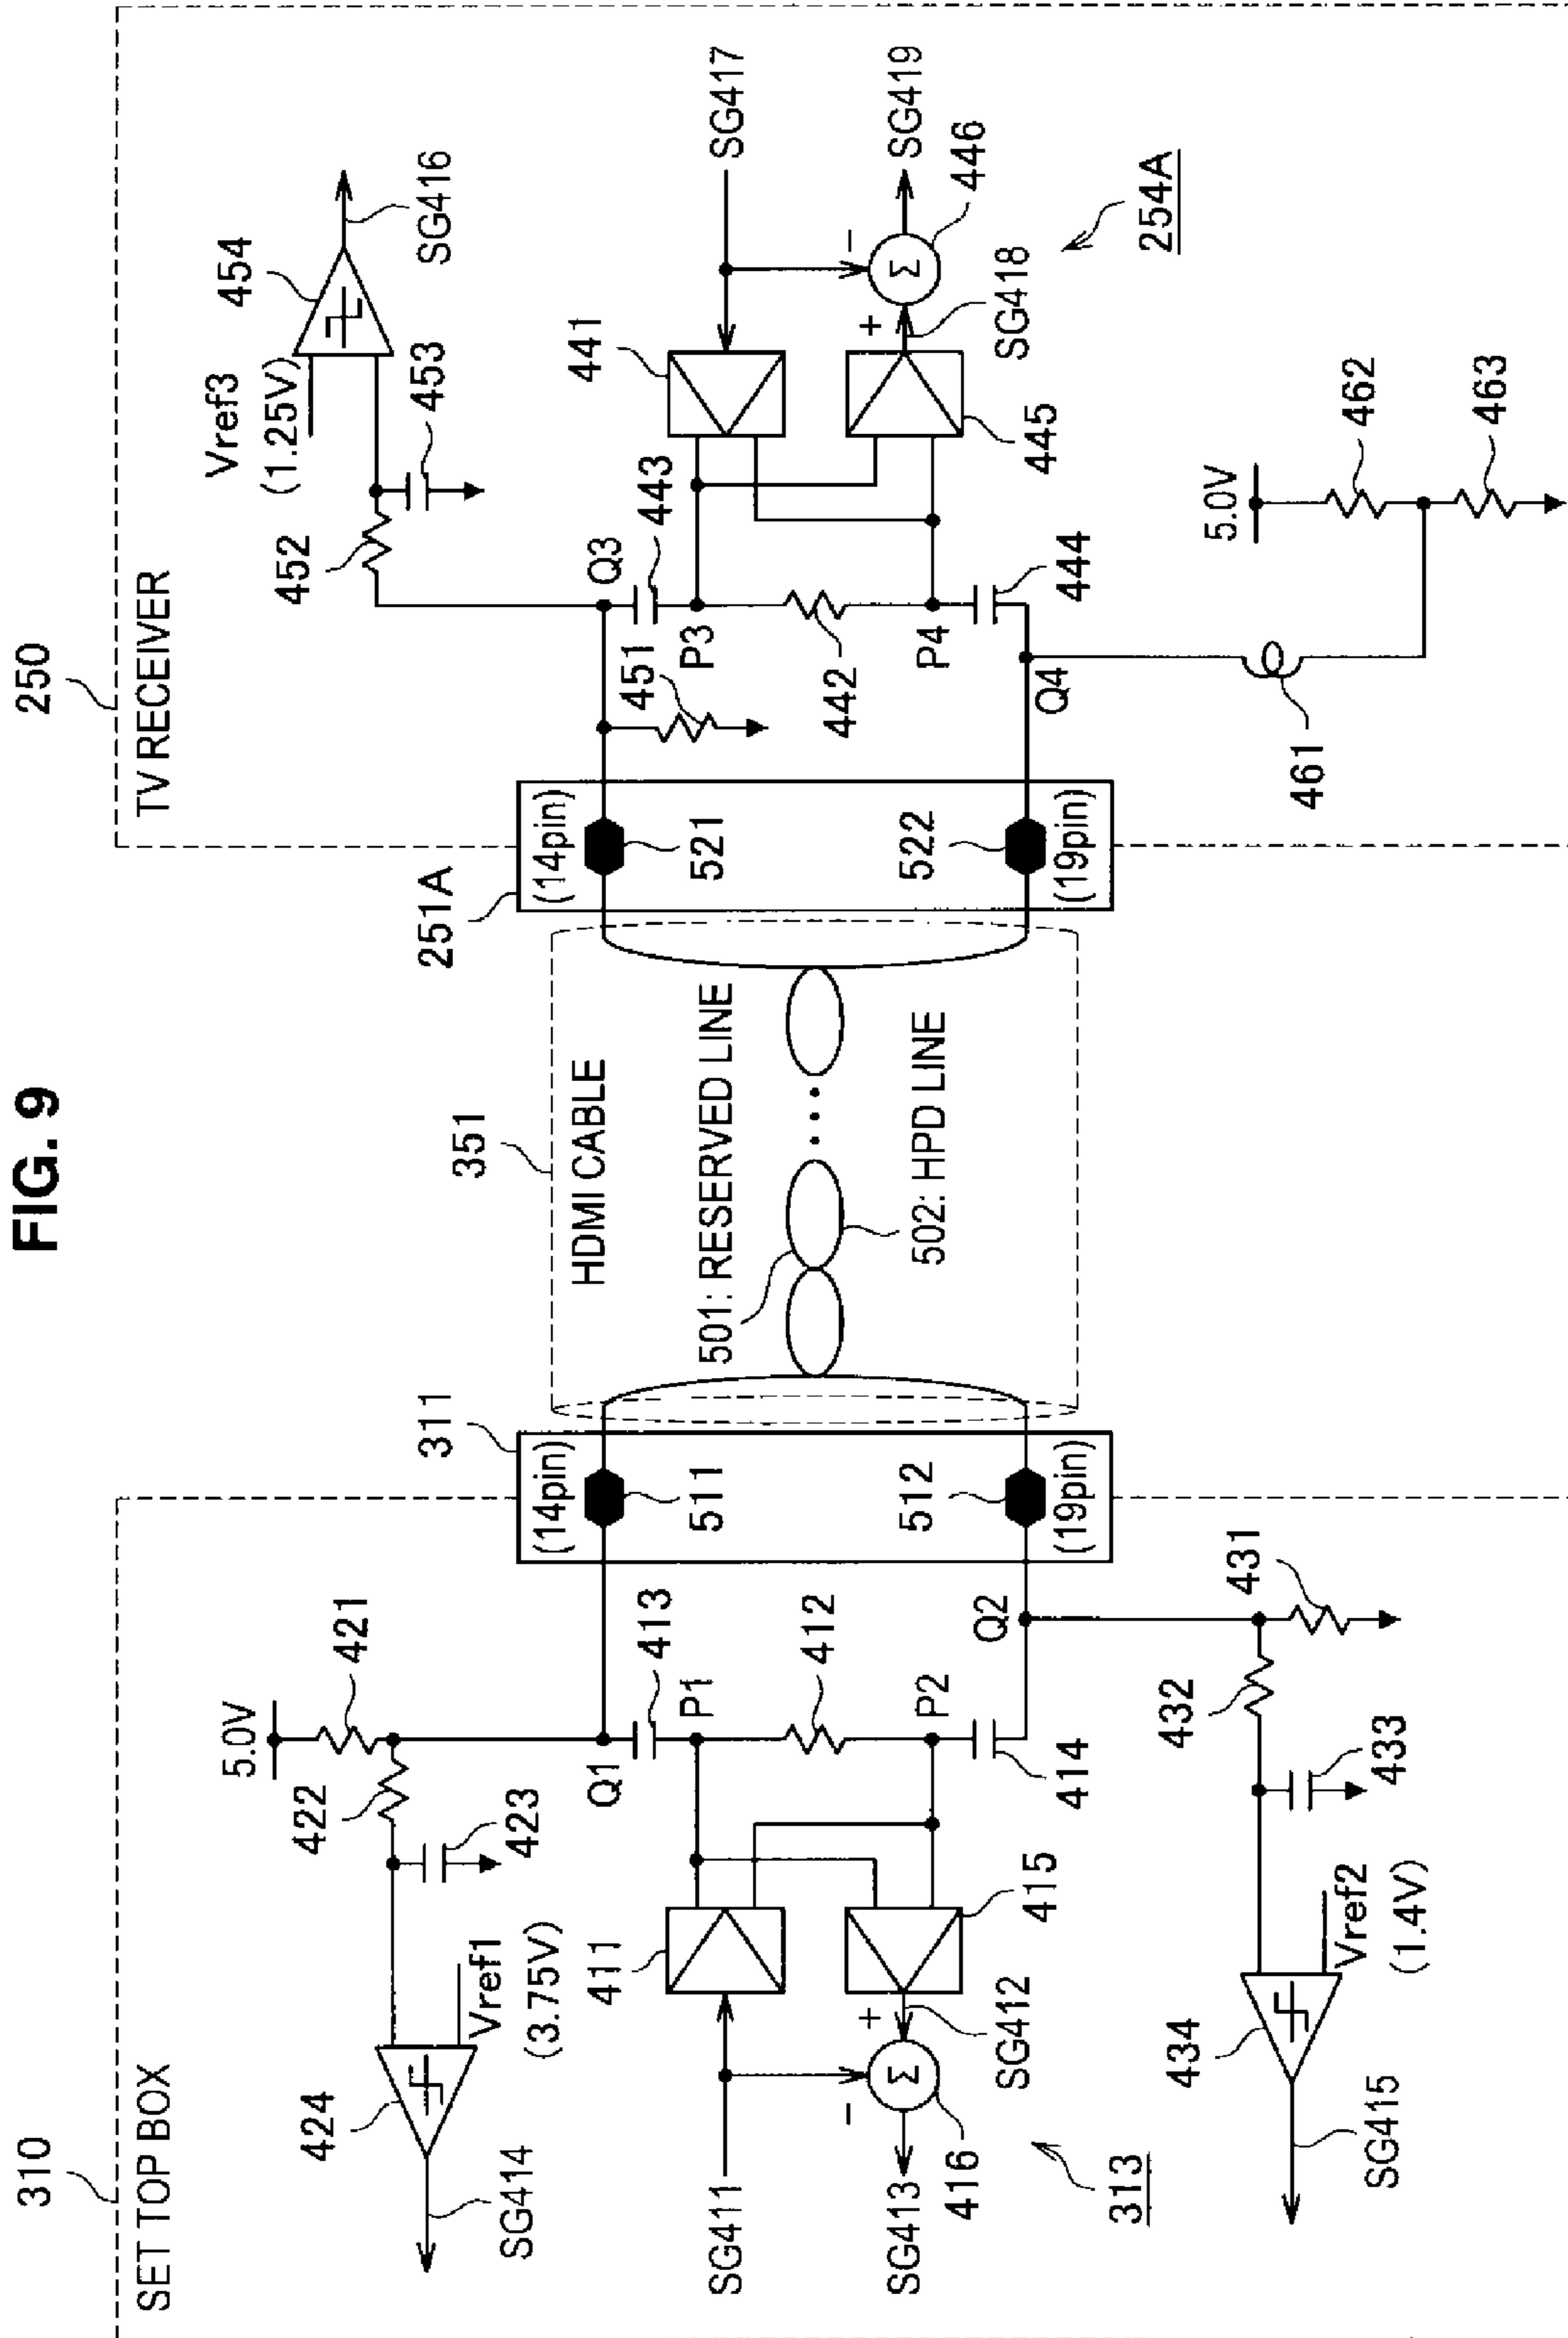 FIG. 9
310
SET TOP BOX
5.0V
421
422
423
424
Vref1
(3.75V)
SG414
Q1
413
P1
411
SG411
412
P2
415
SG412
SG413
416
+
−
Σ
414
Q2
313
431
432
433
434
Vref2
(1.4V)
SG415
311
(14pin)
511
512
(19pin)
351
HDMI CABLE
501: RESERVED LINE
502: HPD LINE
251A
(14pin)
521
522
(19pin)
250
TV RECEIVER
454
SG416
Vref3
(1.25V)
453
452
Q3
443
451
P3
441
SG417
442
P4
444
445
SG418
+
−
Σ
446
SG419
254A
Q4
461
5.0V
462
463